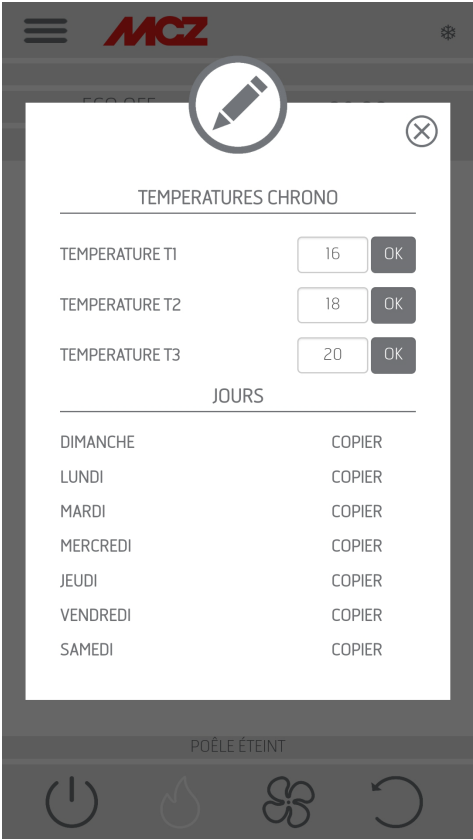 MCZ
TEMPERATURES CHRONO
TEMPERATURE T1 16 OK
TEMPERATURE T2 18 OK
TEMPERATURE T3 20 OK
JOURS
DIMANCHE COPIER
LUNDI COPIER
MARDI COPIER
MERCREDI COPIER
JEUDI COPIER
VENDREDI COPIER
SAMEDI COPIER
POÊLE ÉTEINT